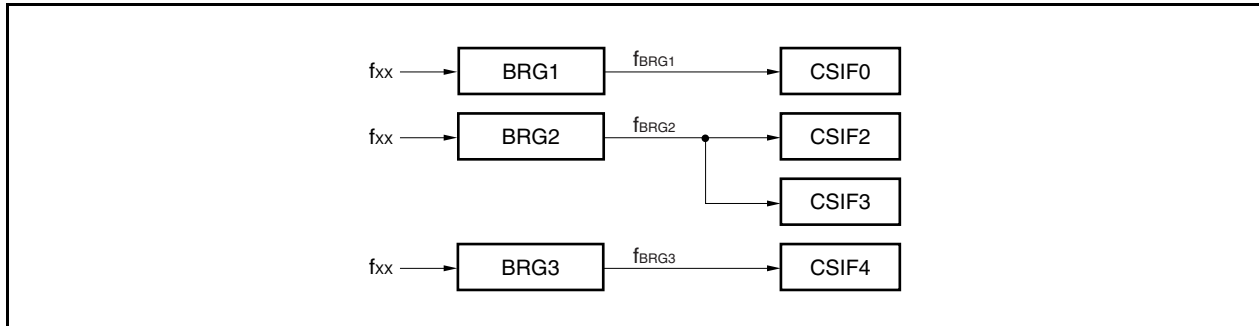 fxx BRG1 fBRG1 CSIF0
fxx BRG2 fBRG2 CSIF2
CSIF3
fxx BRG3 fBRG3 CSIF4